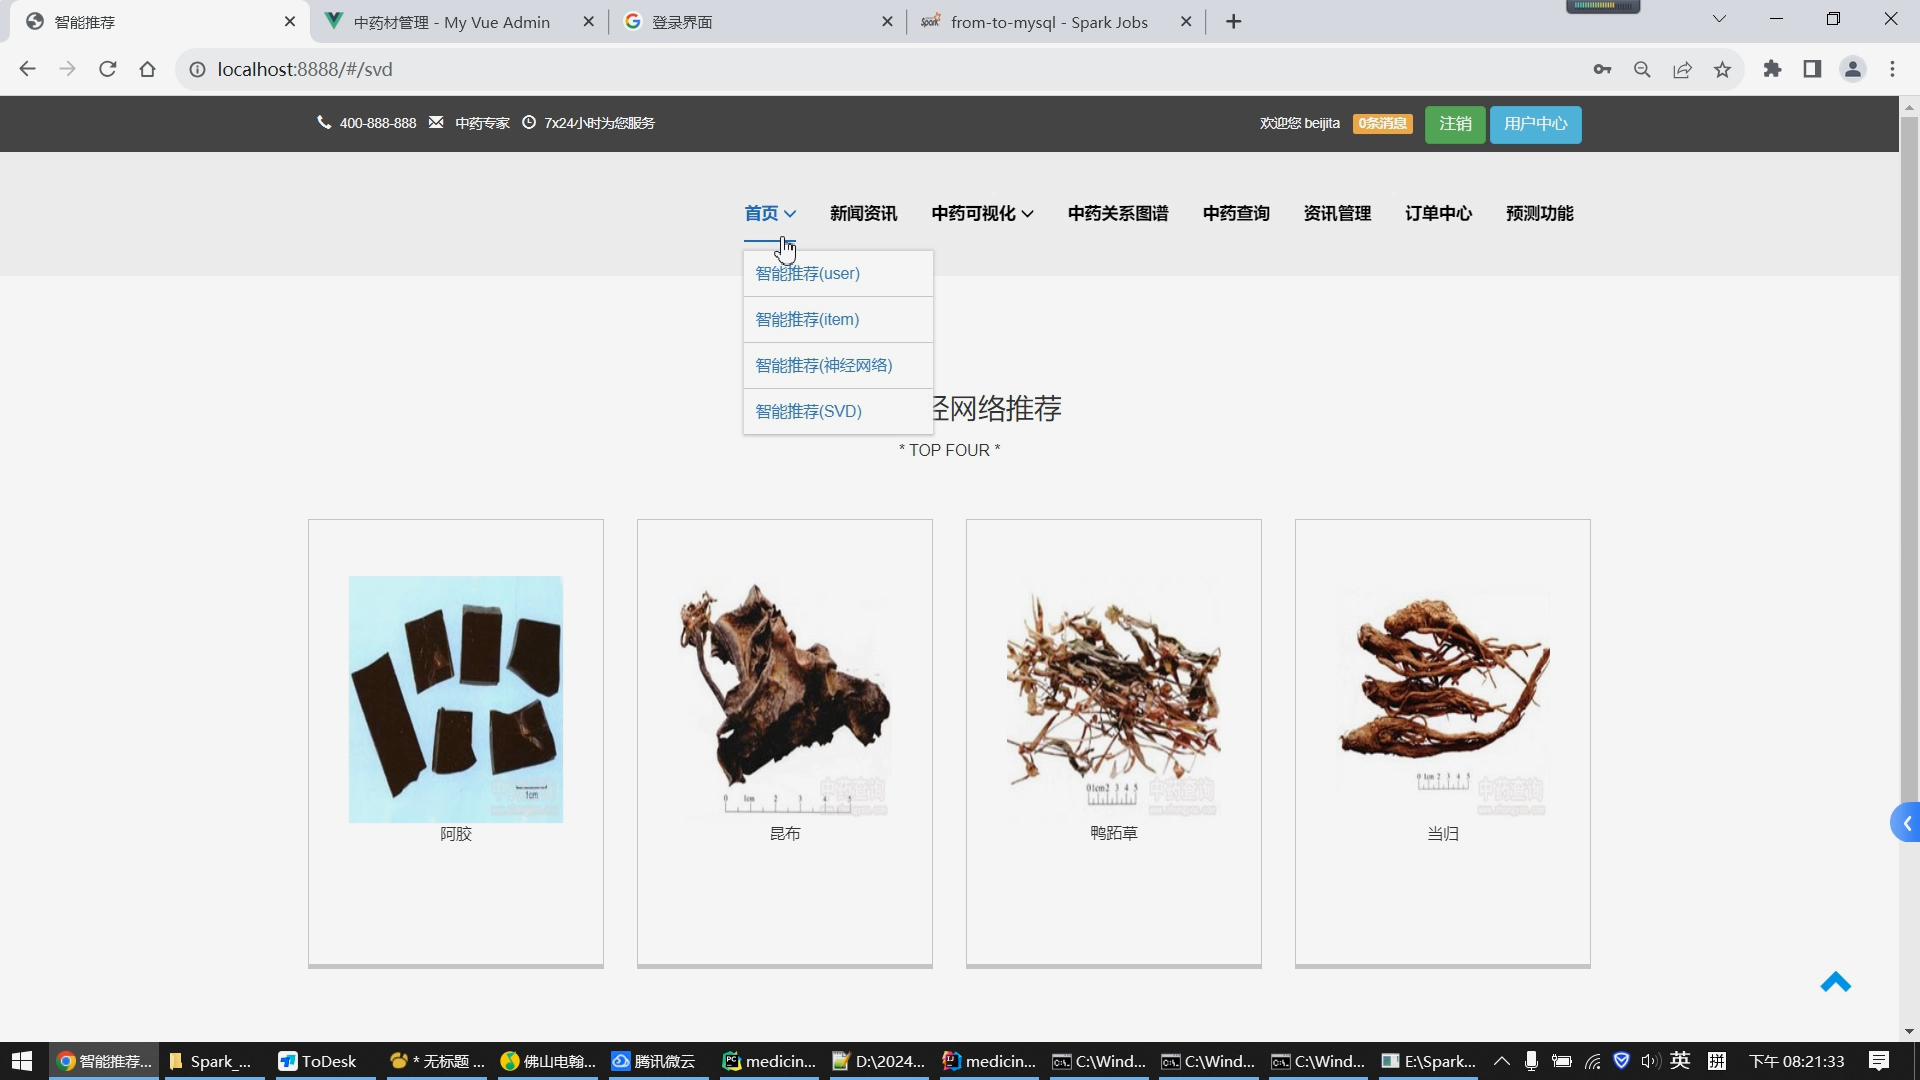 智能推荐
中药材管理 - My Vue Admin
登录界面
from-to-mysql - Spark Jobs
localhost:8888/#/svd
400-888-888 中药专家 7x24小时为您服务
欢迎您 beijita 0条消息 注销 用户中心
首页 新闻资讯 中药可视化 中药关系图谱 中药查询 资讯管理 订单中心 预测功能
智能推荐(user)
智能推荐(item)
智能推荐(神经网络)
智能推荐(SVD)
经网络推荐
* TOP FOUR *
阿胶
昆布
鸭跖草
当归
智能推荐... Spark_... ToDesk * 无标题 ... 佛山电翰... 腾讯微云 medicin... D:\2024... medicin... C:\Wind... C:\Wind... C:\Wind... E:\Spark... 英 拼 下午 08:21:33